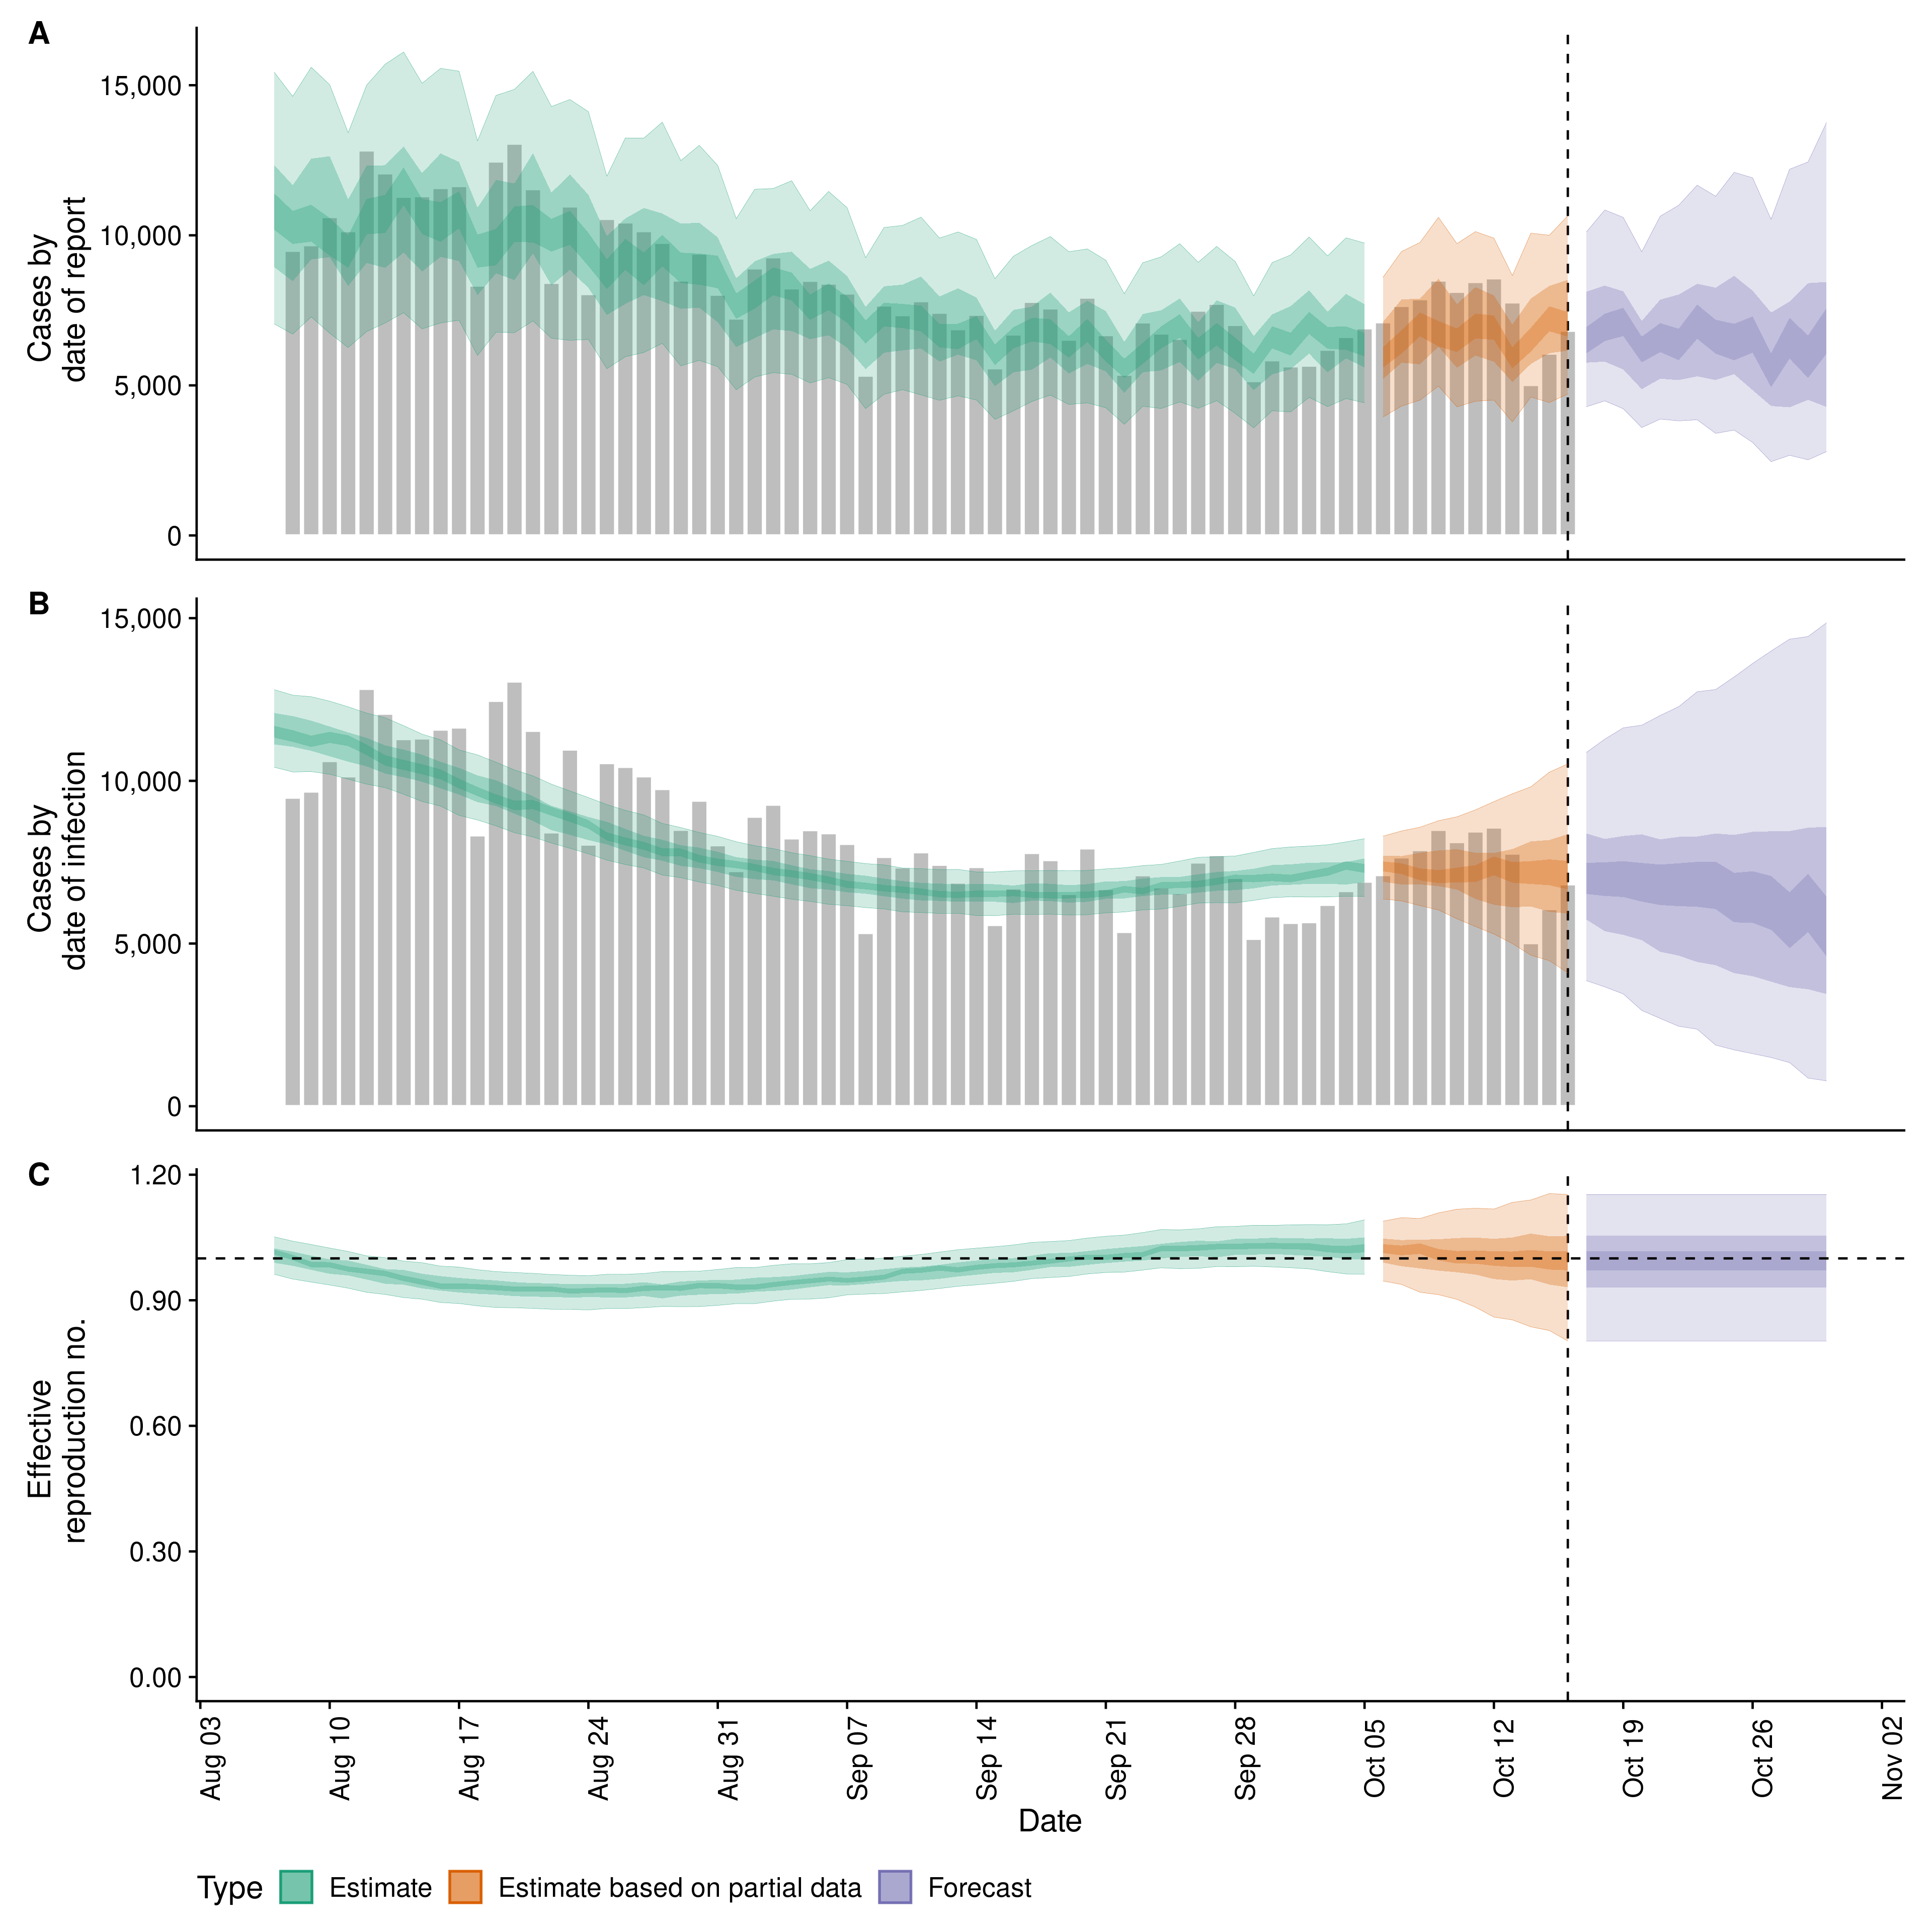 A
15,000
10,000
5,000
0
Cases by
date of report
B
15,000
10,000
5,000
0
Cases by
date of infection
C
1.20
0.90
0.60
0.30
0.00
Effective
reproduction no.
Aug 03
Aug 10
Aug 17
Aug 24
Aug 31
Sep 07
Sep 14
Sep 21
Sep 28
Oct 05
Oct 12
Oct 19
Oct 26
Nov 02
Date
Type Estimate Estimate based on partial data Forecast